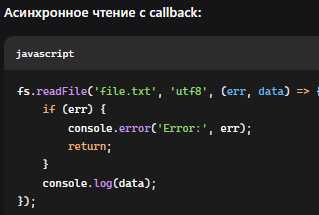 Асинхронное чтение с callback:
javascript
fs.readFile('file.txt', 'utf8', (err, data) => {
    if (err) {
        console.error('Error:', err);
        return;
    }
    console.log(data);
});